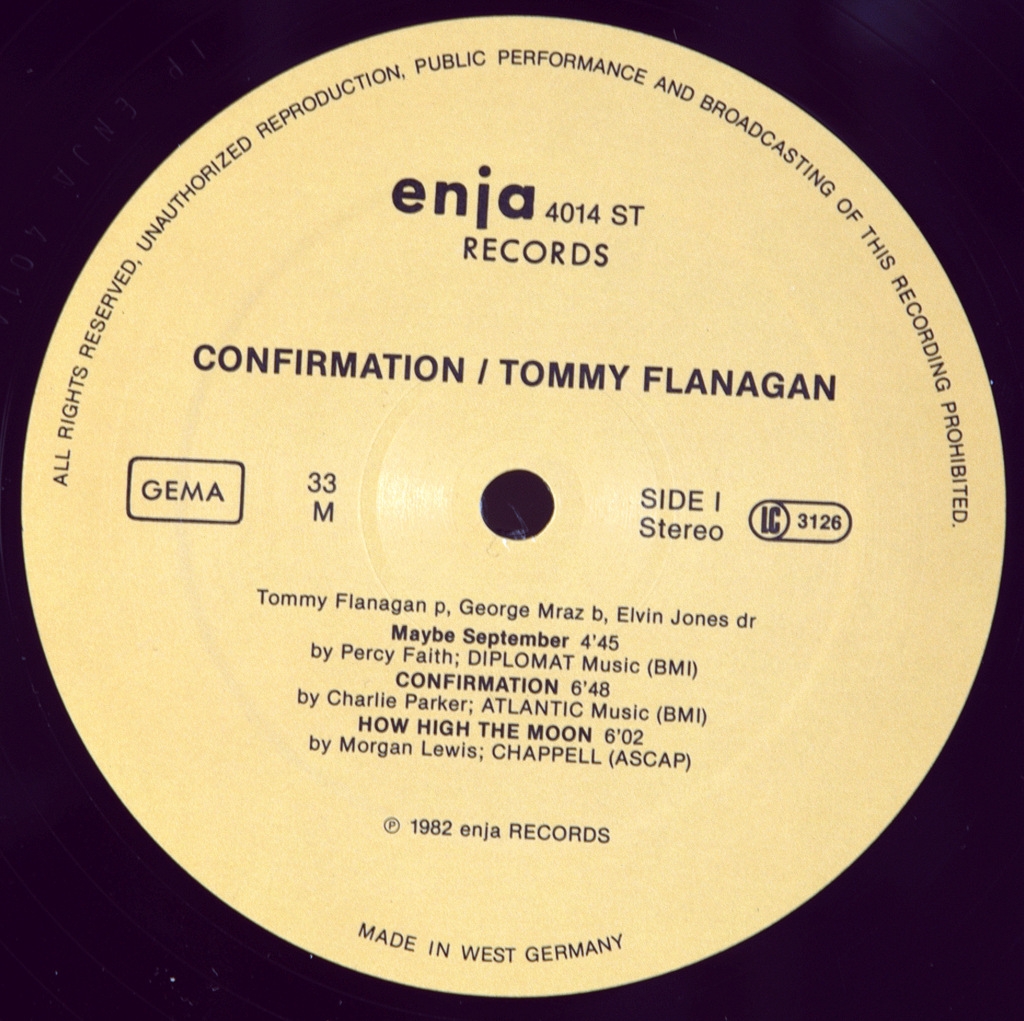 ALL RIGHTS RESERVED, UNAUTHORIZED REPRODUCTION, PUBLIC PERFORMANCE AND BROADCASTING OF THIS RECORDING PROHIBITED.
enja 4014 ST
RECORDS
CONFIRMATION / TOMMY FLANAGAN
GEMA
33
M
SIDE I
Stereo
LC 3126
Tommy Flanagan p, George Mraz b, Elvin Jones dr
Maybe September 4'45
by Percy Faith; DIPLOMAT Music (BMI)
CONFIRMATION 6'48
by Charlie Parker; ATLANTIC Music (BMI)
HOW HIGH THE MOON 6'02
by Morgan Lewis; CHAPPELL (ASCAP)
℗ 1982 enja RECORDS
MADE IN WEST GERMANY